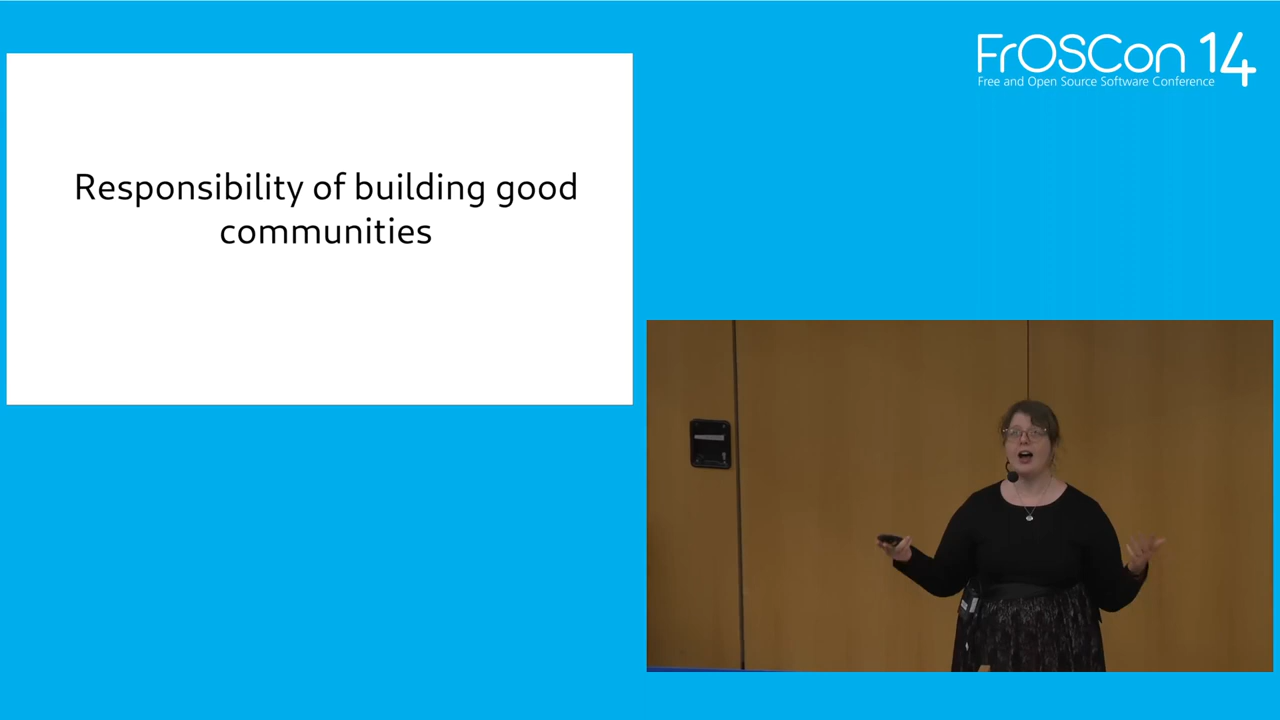 FrOSCon 14
Free and Open Source Software Conference
Responsibility of building good
communities